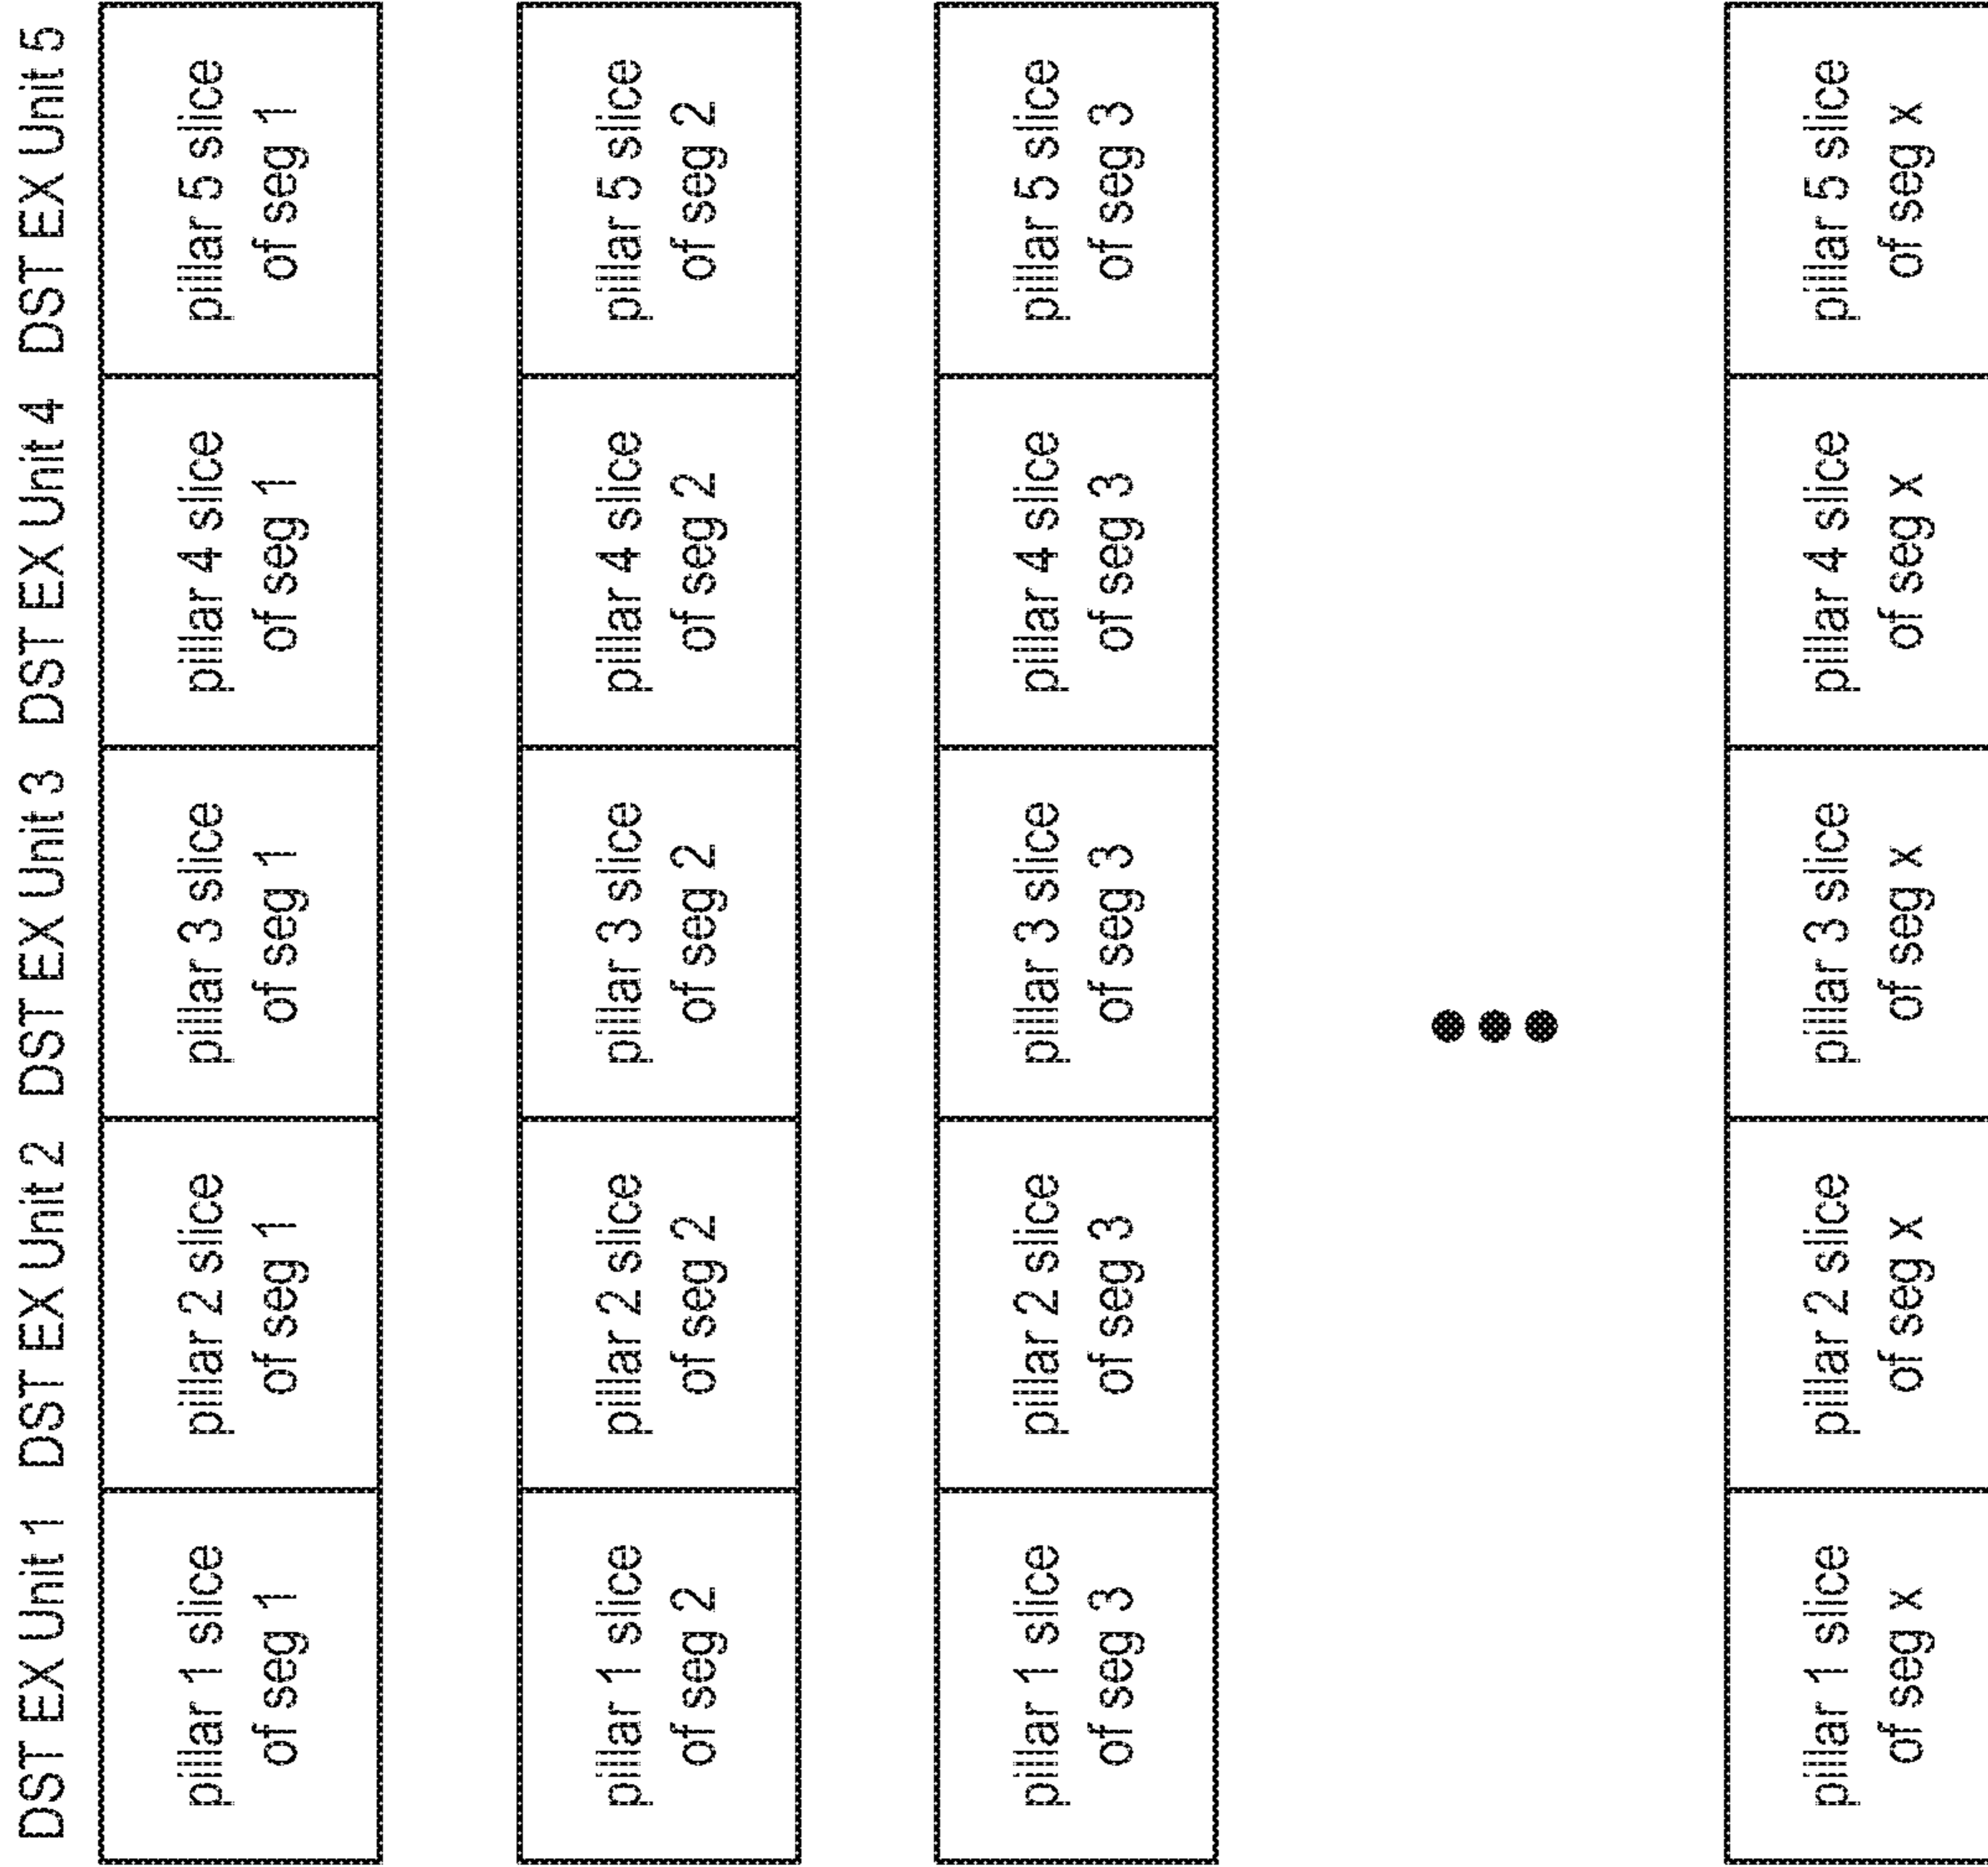 DST EX Unit 1 DST EX Unit 2 DST EX Unit 3 DST EX Unit 4 DST EX Unit 5
pillar 1 slice
of seg 1
pillar 2 slice
of seg 1
pillar 3 slice
of seg 1
pillar 4 slice
of seg 1
pillar 5 slice
of seg 1
pillar 1 slice
of seg 2
pillar 2 slice
of seg 2
pillar 3 slice
of seg 2
pillar 4 slice
of seg 2
pillar 5 slice
of seg 2
pillar 1 slice
of seg 3
pillar 2 slice
of seg 3
pillar 3 slice
of seg 3
pillar 4 slice
of seg 3
pillar 5 slice
of seg 3
pillar 1 slice
of seg x
pillar 2 slice
of seg x
pillar 3 slice
of seg x
pillar 4 slice
of seg x
pillar 5 slice
of seg x